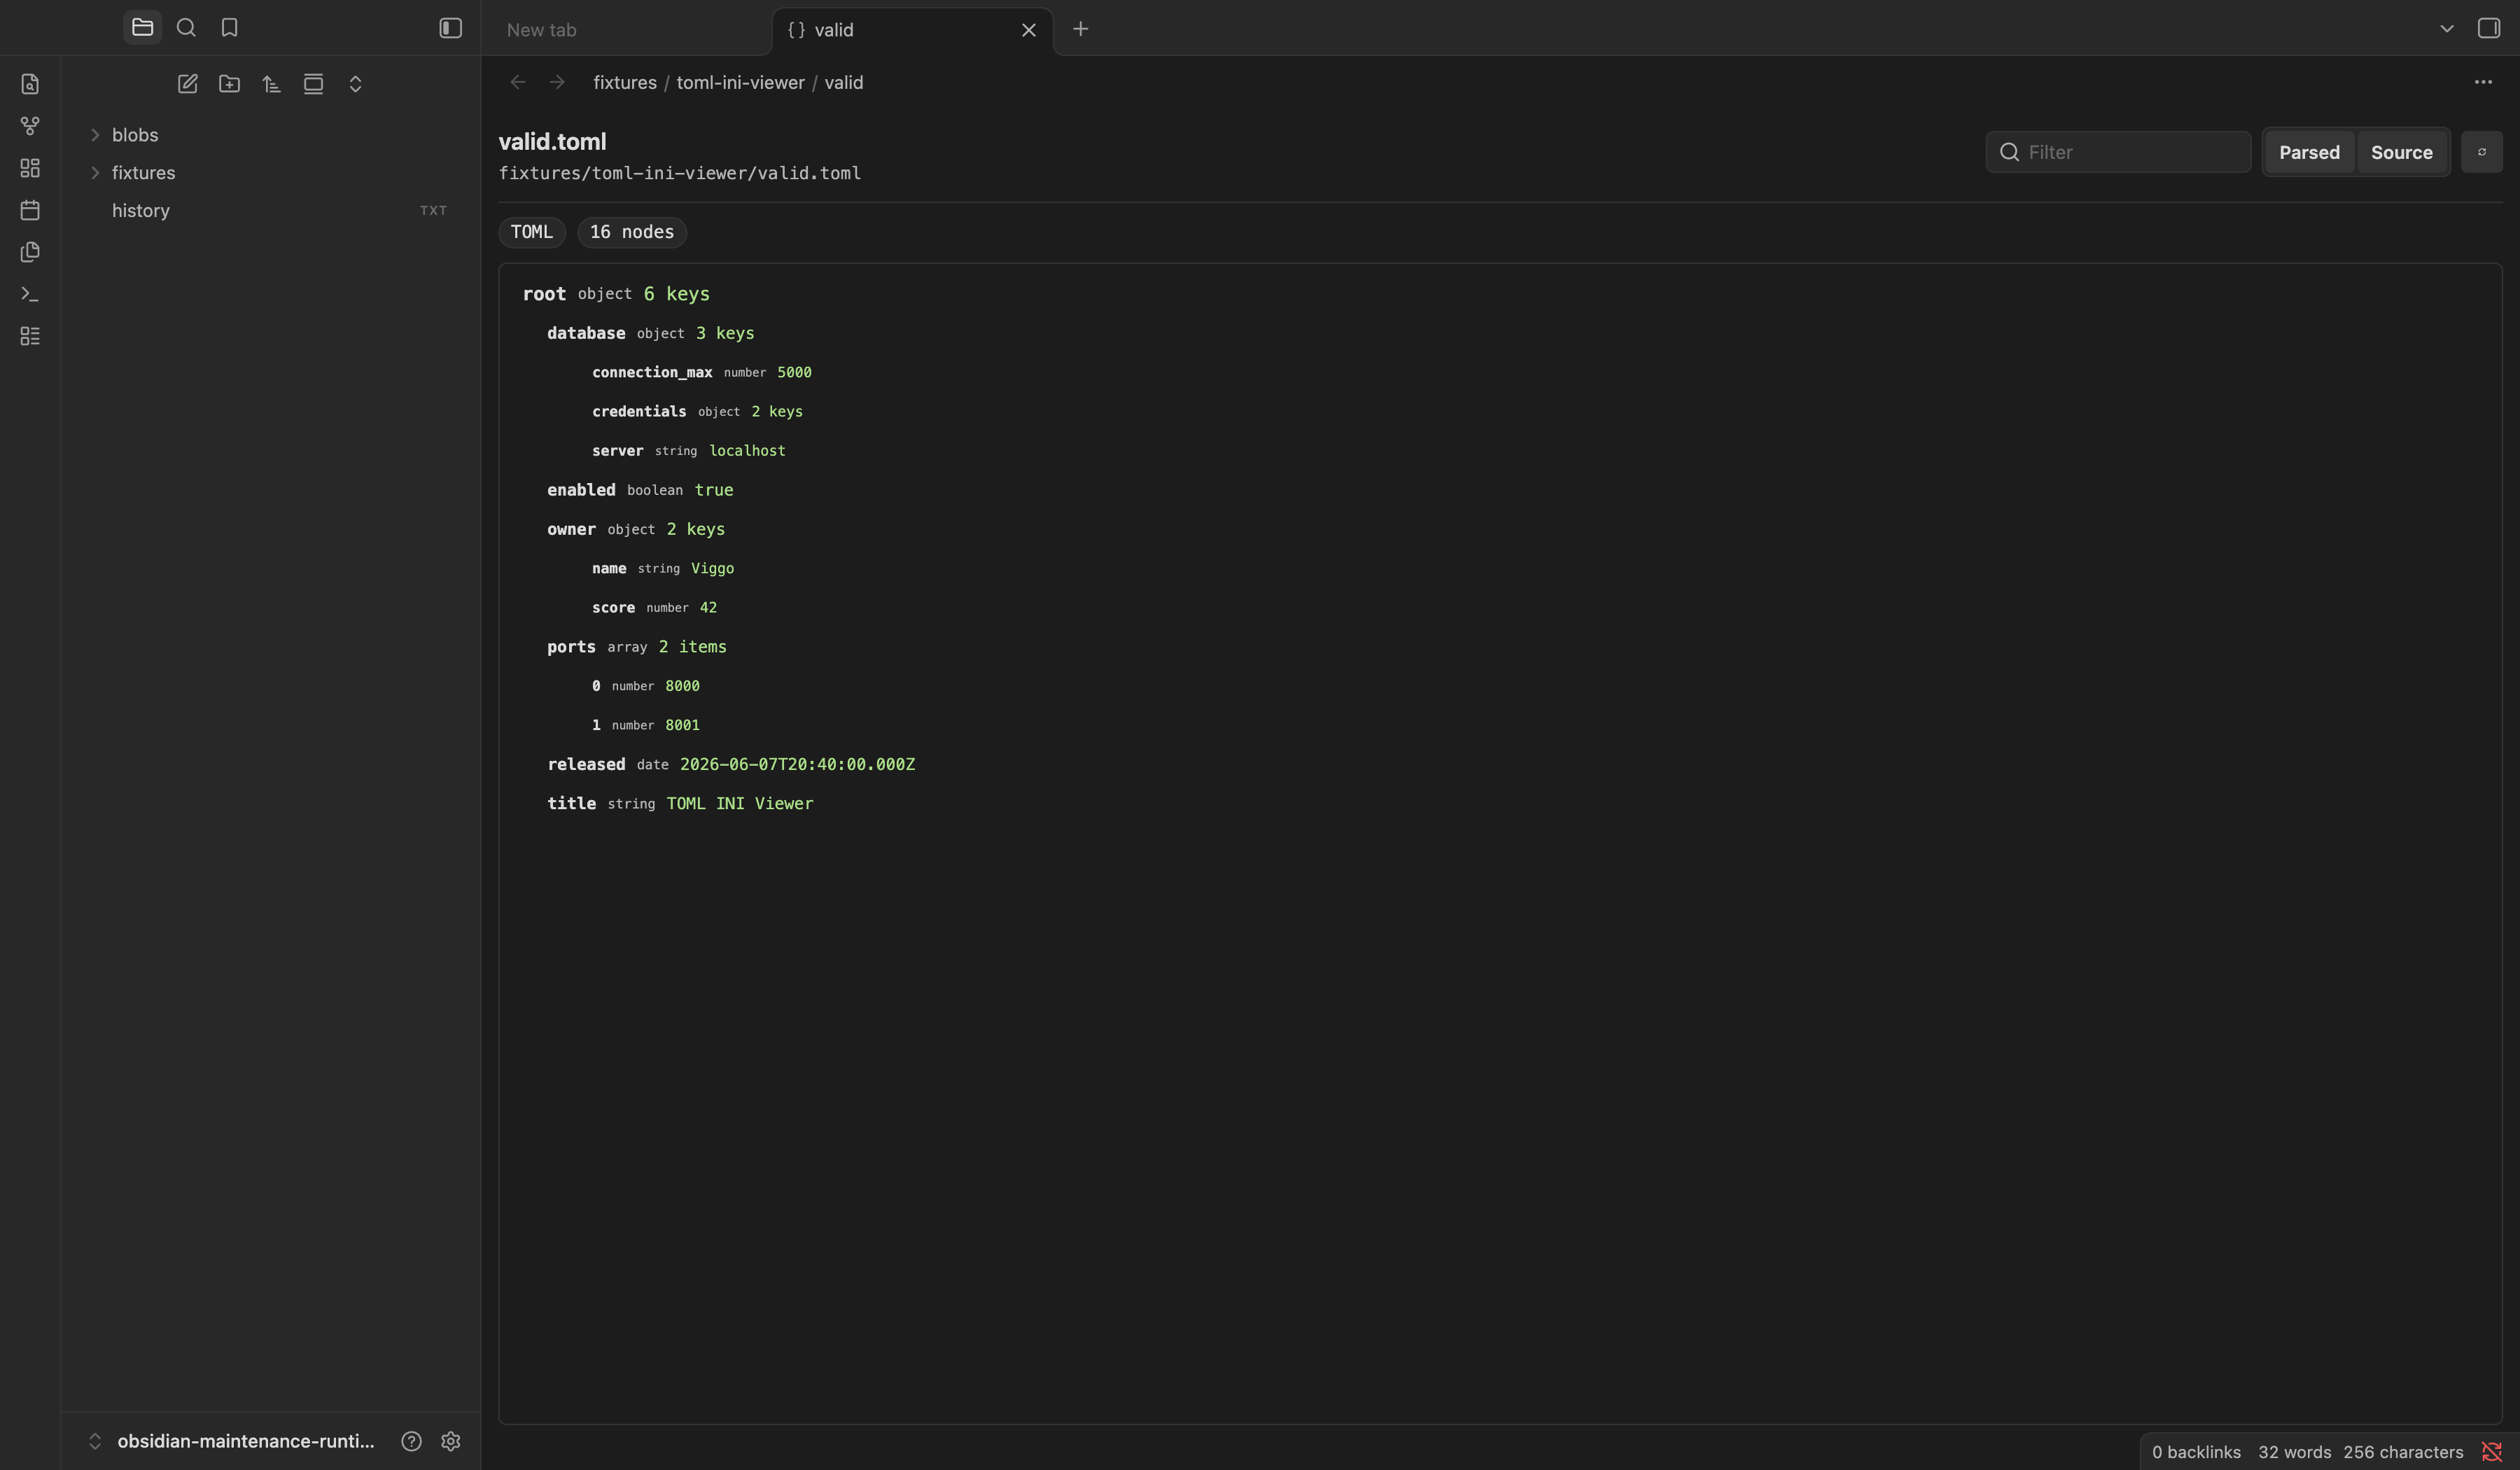 New tab
{} valid
fixtures / toml-ini-viewer / valid
blobs
fixtures
history TXT
valid.toml
fixtures/toml-ini-viewer/valid.toml
Filter
Parsed Source
TOML 16 nodes
root object 6 keys
database object 3 keys
connection_max number 5000
credentials object 2 keys
server string localhost
enabled boolean true
owner object 2 keys
name string Viggo
score number 42
ports array 2 items
0 number 8000
1 number 8001
released date 2026-06-07T20:40:00.000Z
title string TOML INI Viewer
obsidian-maintenance-runti...
0 backlinks 32 words 256 characters